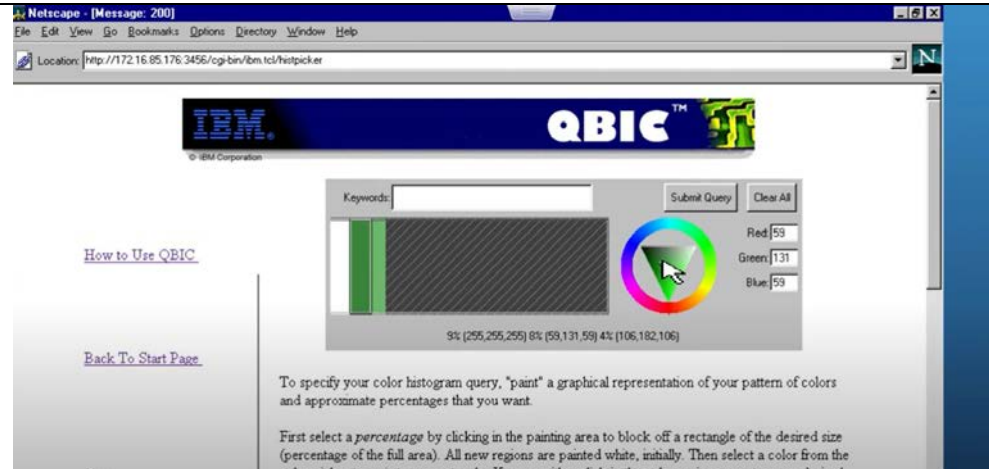 Netscape - [Message: 200]
File Edit View Go Bookmarks Options Directory Window Help
Location: http://172.16.85.176:3456/cgi-bin/ibm.tcl/histpicker
N
IBM.
QBIC™
© IBM Corporation
Keywords:
Submit Query
Clear All
Red: 59
Green: 131
Blue: 59
How to Use QBIC
9% (255,255,255) 8% (59,131,59) 4% (106,182,106)
Back To Start Page
To specify your color histogram query, "paint" a graphical representation of your pattern of colors
and approximate percentages that you want.
First select a percentage by clicking in the painting area to block off a rectangle of the desired size
(percentage of the full area). All new regions are painted white, initially. Then select a color from the